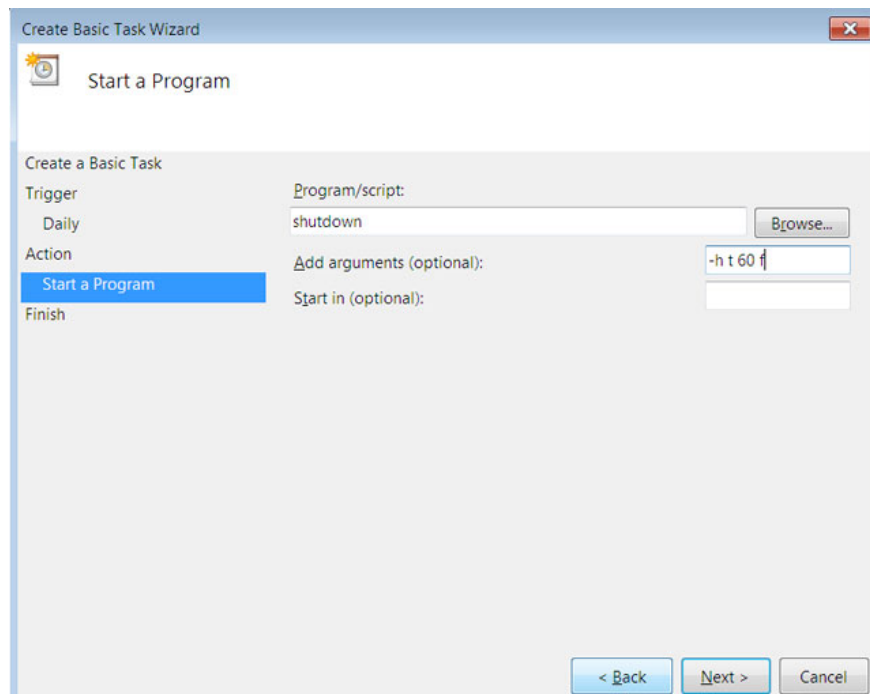 Create Basic Task Wizard
Start a Program
Create a Basic Task
Trigger
Daily
Action
Start a Program
Finish
Program/script:
shutdown
Browse...
Add arguments (optional):
-h t 60 f
Start in (optional):
< Back
Next >
Cancel